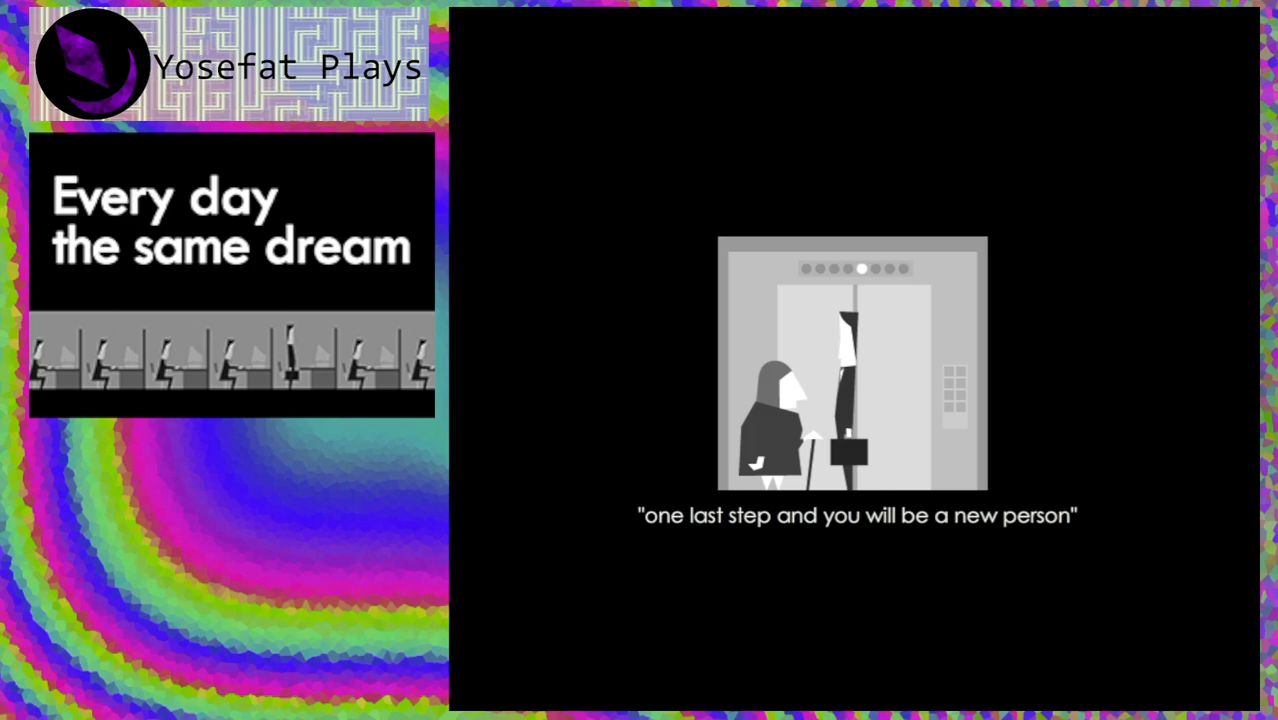 Yosefat Plays
Every day
the same dream
"one last step and you will be a new person"